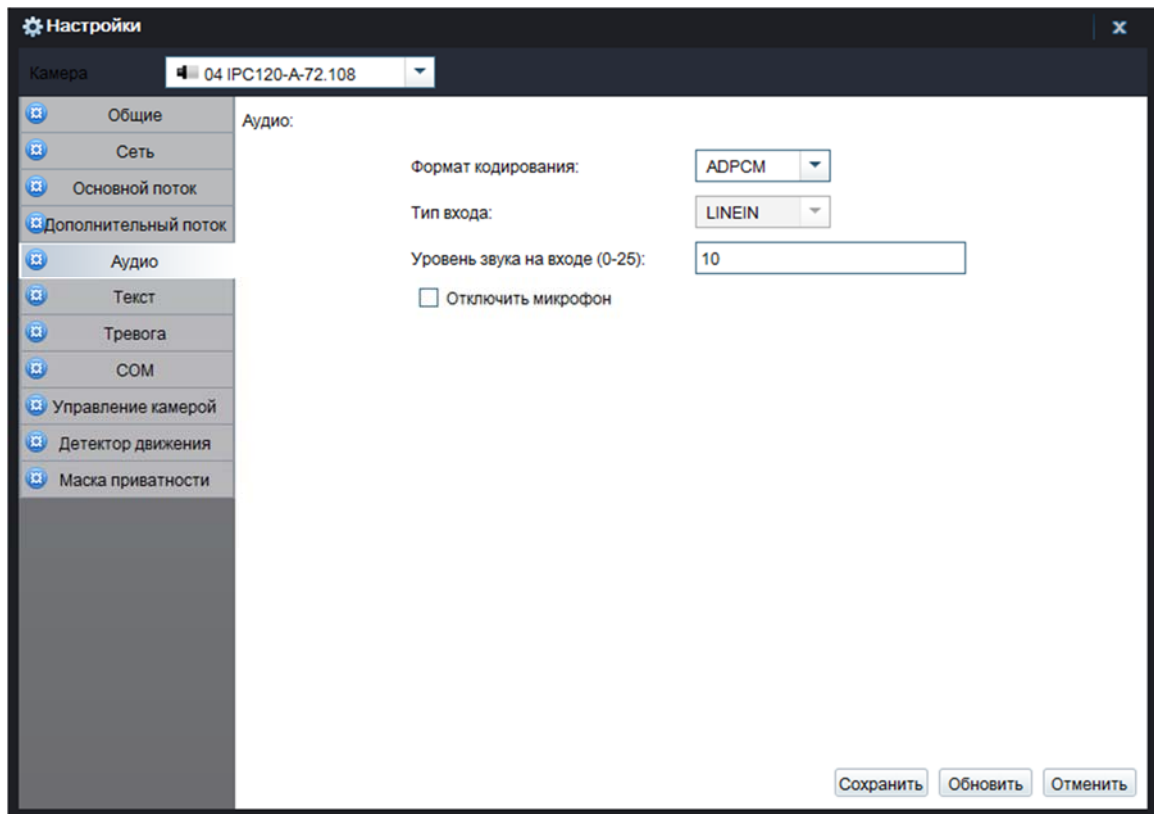 Настройки
Камера 04 IPC120-A-72.108
Общие
Сеть
Основной поток
Дополнительный поток
Аудио
Текст
Тревога
COM
Управление камерой
Детектор движения
Маска приватности
Аудио:
Формат кодирования: ADPCM
Тип входа: LINEIN
Уровень звука на входе (0-25): 10
Отключить микрофон
Сохранить Обновить Отменить